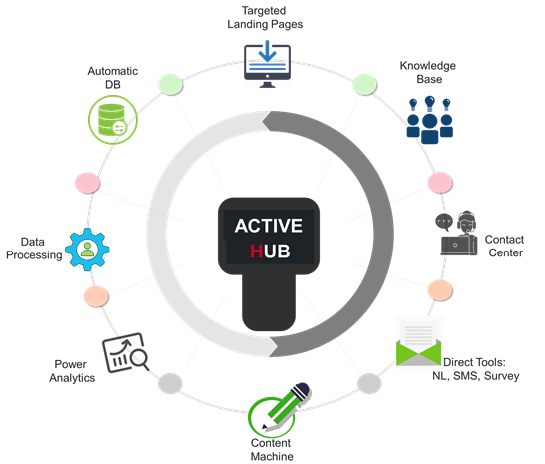 Targeted
Landing Pages
Automatic
DB
Knowledge
Base
ACTIVE
HUB
Data
Processing
Contact
Center
Power
Analytics
Direct Tools:
NL, SMS, Survey
Content
Machine